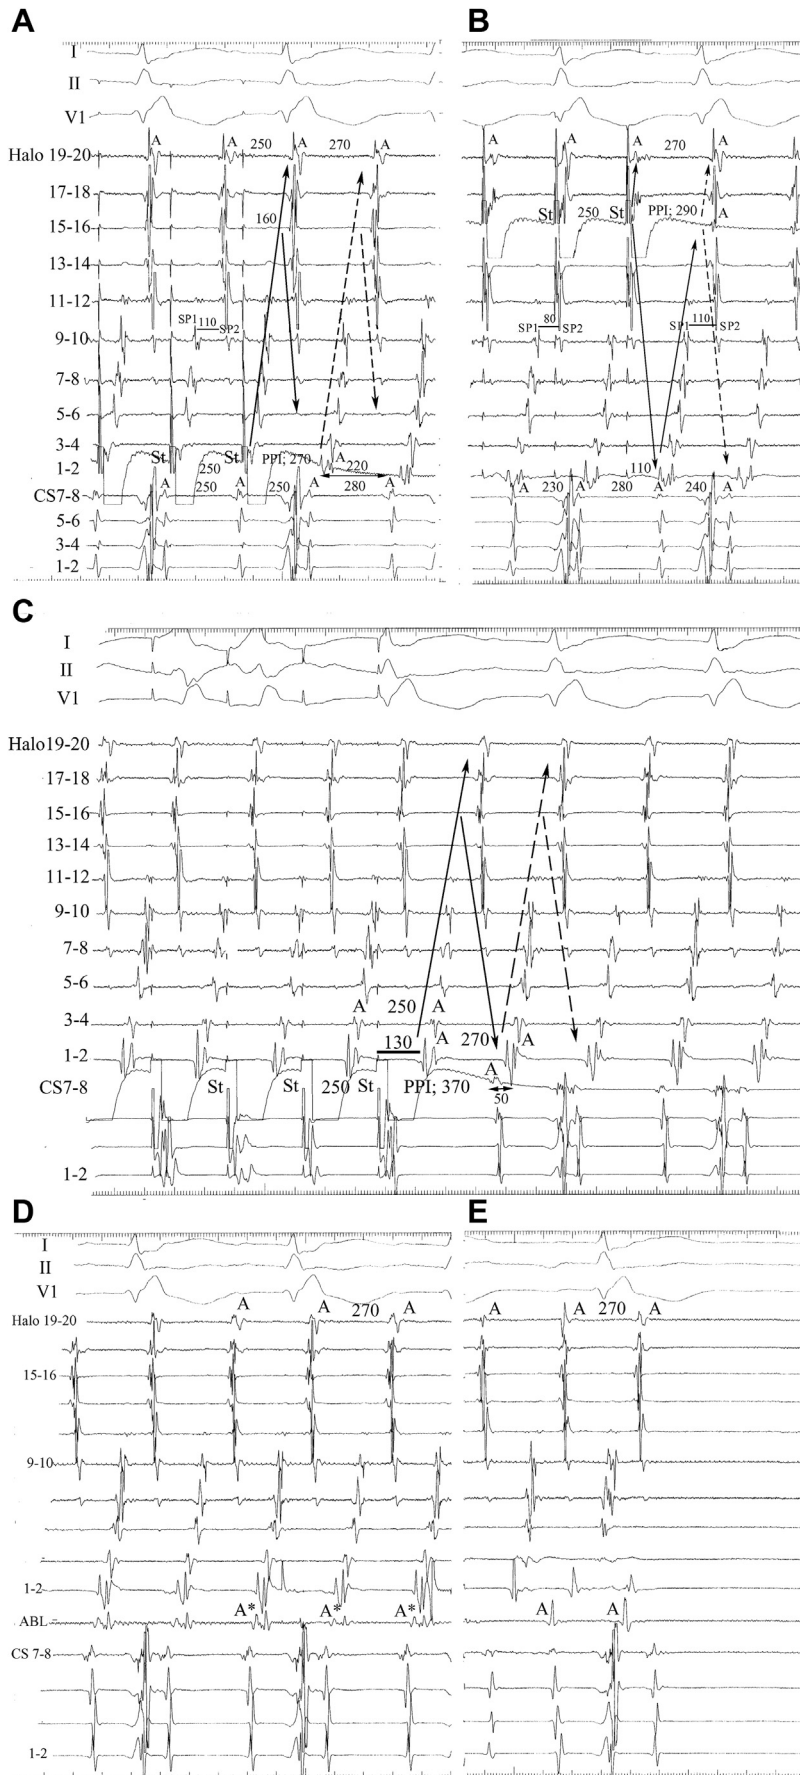 A
I
II
V1
A A 250 A 270 A
Halo 19-20
17-18
160
15-16
13-14
11-12
SP1 110 SP2
9-10
7-8
5-6
3-4
St St PPI; 270 A
1-2 250 220
CS7-8 250 A 250 A 280 A
5-6
3-4
1-2
B
A A A 270 A
St 250 St PPI; 290 A
80 110
SP1 SP2 SP1 SP2
110
A 230 A 280 A 240 A
C
I
II
V1
Halo19-20
17-18
15-16
13-14
11-12
9-10
7-8
5-6
A 250 A
3-4
130 A 270 A
1-2
A
CS7-8 St St 250 St PPI; 370
50
1-2
D
I
II
V1
A A 270 A
Halo 19-20
15-16
9-10
1-2
A* A* A*
ABL
CS 7-8
1-2
E
A A 270 A
A A